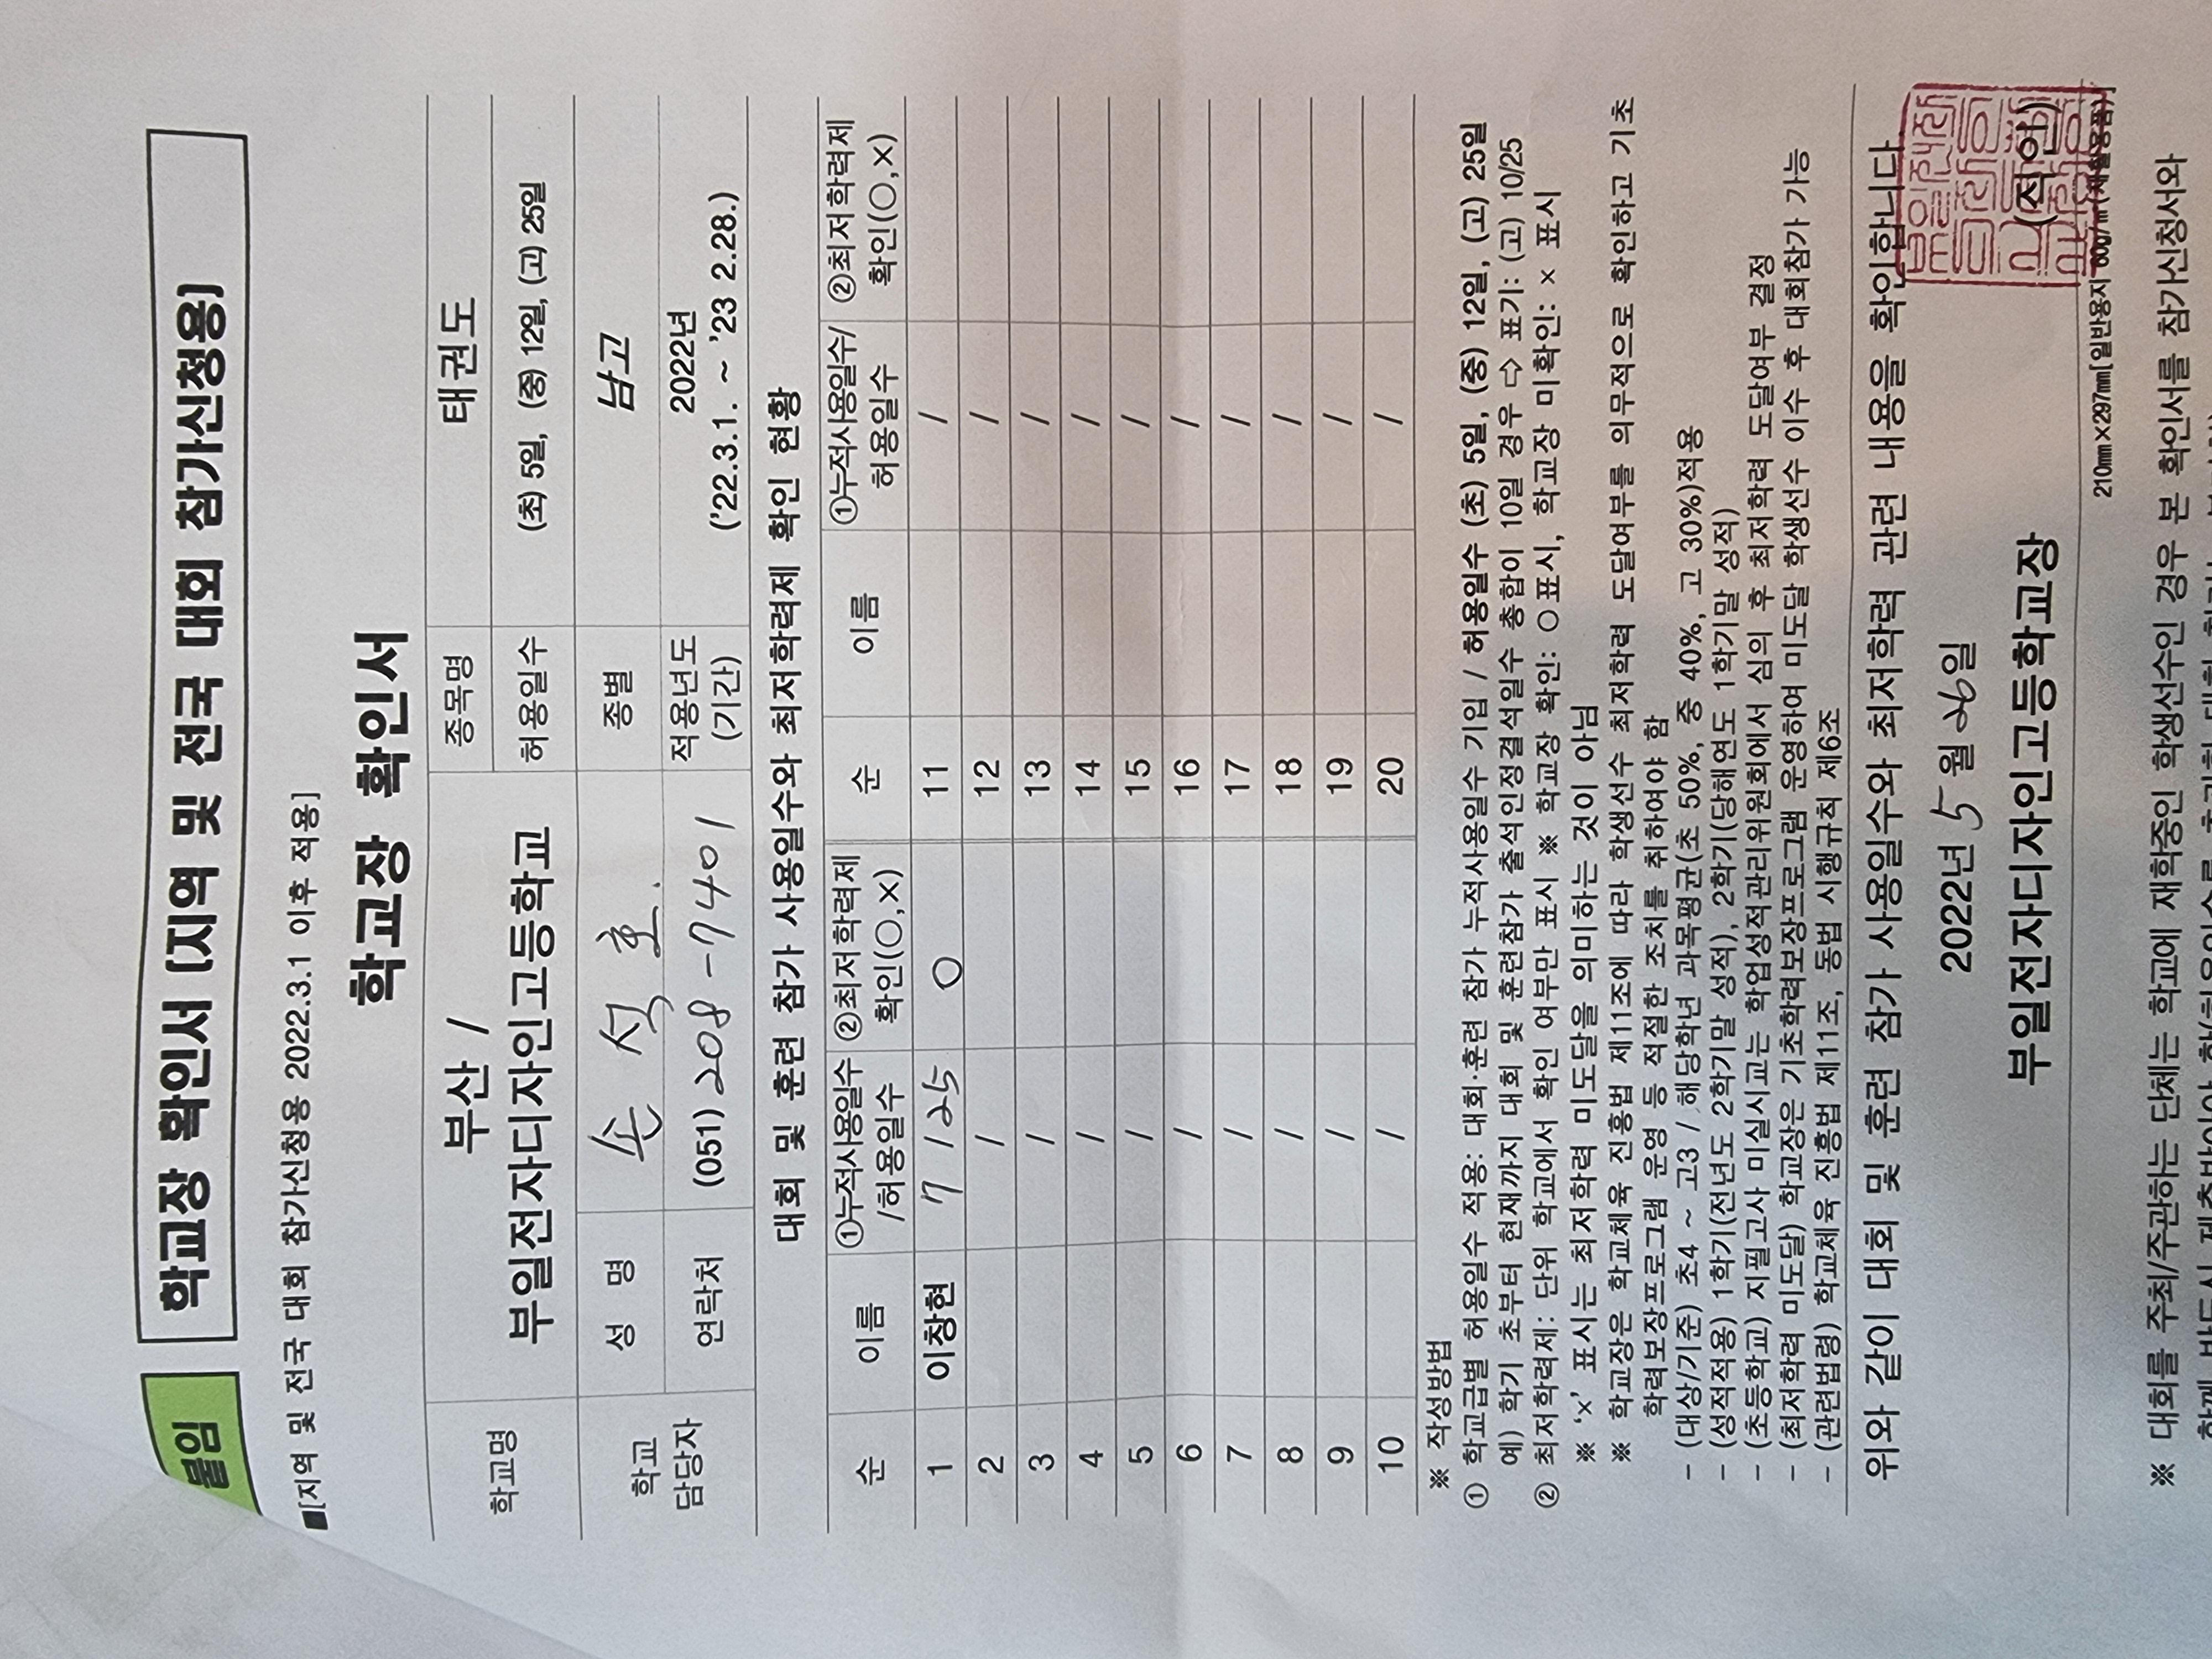 붙임
학교장 확인서 (지역 및 전국 대회 참가신청용)
■[지역 및 전국 대회 참가신청용 2022.3.1 이후 적용]
학교장 확인서
학교명 부산 / 부일전자디자인고등학교 종목명 태권도
허용일수 (초) 5일, (중) 12일, (고) 25일
학교 담당자 성 명 손석호. 종별 남고
연락처 (051) 208-7401 적용년도 (기간) 2022년 ('22.3.1. ~ '23 2.28.)
대회 및 훈련 참가 사용일수와 최저학력제 확인 현황
순 이름 ①누적사용일수/허용일수 ②최저학력제 확인(○,×) 순 이름 ①누적사용일수/허용일수 ②최저학력제 확인(○,×)
1 이창현 7 / 25 ○ 11 /
2 / 12 /
3 / 13 /
4 / 14 /
5 / 15 /
6 / 16 /
7 / 17 /
8 / 18 /
9 / 19 /
10 / 20 /
※ 작성방법
① 학교급별 허용일수 적용: 대회·훈련 참가 누적사용일수 기입 / 허용일수 (초) 5일, (중) 12일, (고) 25일
예) 학기 초부터 현재까지 대회 및 훈련참가 출석인정결석일수 총합이 10일 경우 ⇨ 표기: (고) 10/25
② 최저학력제: 단위 학교에서 확인 여부만 표시 ※ 학교장 확인: ○ 표시, 학교장 미확인: × 표시
※ '×' 표시는 최저학력 미도달을 의미하는 것이 아님
※ 학교장은 학교체육 진흥법 제11조에 따라 학생선수 최저학력 도달여부를 의무적으로 확인하고 기초
학력보장프로그램 운영 등 적절한 조치를 취하여야 함
- (대상/기준) 초4 ~ 고3 / 해당학년 과목평균(초 50%, 중 40%, 고 30%)적용
- (성적적용) 1학기(전년도 2학기말 성적), 2학기(당해연도 1학기말 성적)
- (초등학교) 지필고사 미실시교는 학업성적관리위원회에서 심의 후 최저학력 도달여부 결정
- (최저학력 미도달) 학교장은 기초학력보장프로그램 운영하여 미도달 학생선수 이수 후 대회참가 가능
- (관련법령) 학교체육 진흥법 제11조, 동법 시행규칙 제6조
위와 같이 대회 및 훈련 참가 사용일수와 최저학력 관련 내용을 확인합니다
2022년 5월 26일
부일전자디자인고등학교장 (직인)
210㎜×297㎜[일반용지 60g/㎡(재활용품)]
※ 대회를 주최/주관하는 단체는 학교에 재학중인 학생선수인 경우 본 확인서를 참가신청서와